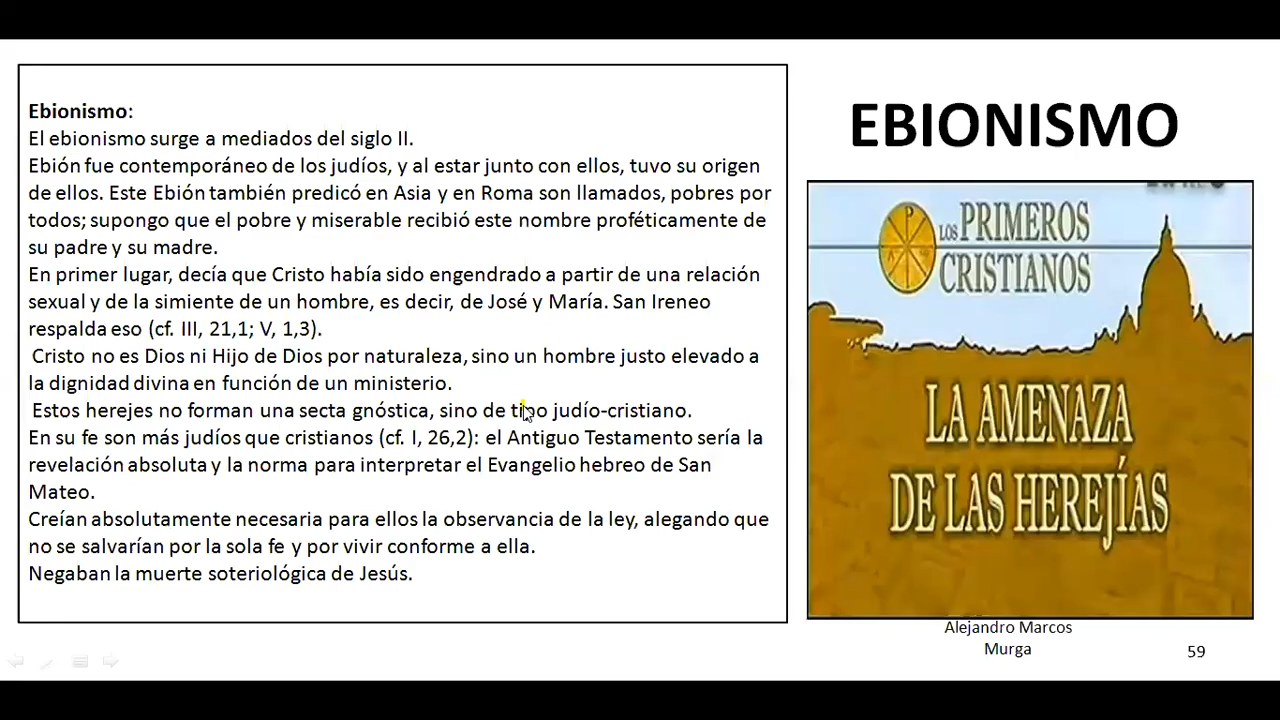 Ebionismo:
El ebionismo surge a mediados del siglo II.
Ebión fue contemporáneo de los judíos, y al estar junto con ellos, tuvo su origen
de ellos. Este Ebión también predicó en Asia y en Roma son llamados, pobres por
todos; supongo que el pobre y miserable recibió este nombre proféticamente de
su padre y su madre.
En primer lugar, decía que Cristo había sido engendrado a partir de una relación
sexual y de la simiente de un hombre, es decir, de José y María. San Ireneo
respalda eso (cf. III, 21,1; V, 1,3).
Cristo no es Dios ni Hijo de Dios por naturaleza, sino un hombre justo elevado a
la dignidad divina en función de un ministerio.
Estos herejes no forman una secta gnóstica, sino de tipo judío-cristiano.
En su fe son más judíos que cristianos (cf. I, 26,2): el Antiguo Testamento sería la
revelación absoluta y la norma para interpretar el Evangelio hebreo de San
Mateo.
Creían absolutamente necesaria para ellos la observancia de la ley, alegando que
no se salvarían por la sola fe y por vivir conforme a ella.
Negaban la muerte soteriológica de Jesús.
EBIONISMO
P
LOS PRIMEROS
CRISTIANOS
LA AMENAZA
DE LAS HEREJÍAS
Alejandro Marcos
Murga
59